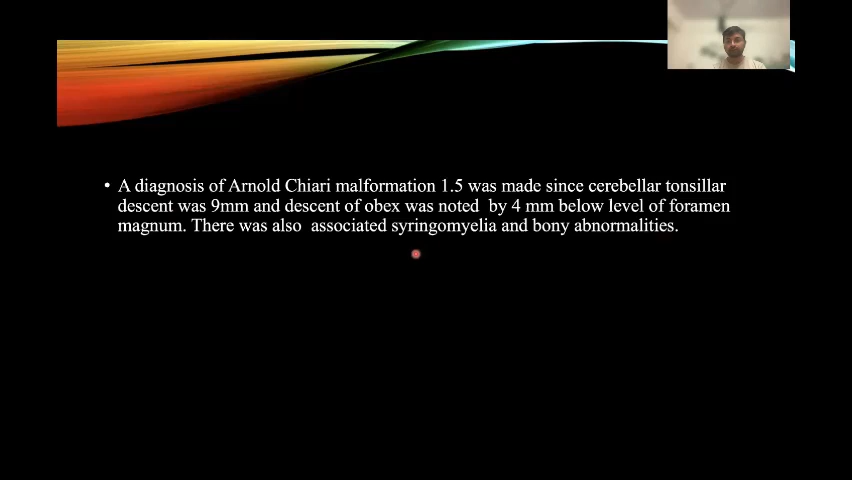 • A diagnosis of Arnold Chiari malformation 1.5 was made since cerebellar tonsillar
descent was 9mm and descent of obex was noted  by 4 mm below level of foramen
magnum. There was also  associated syringomyelia and bony abnormalities.